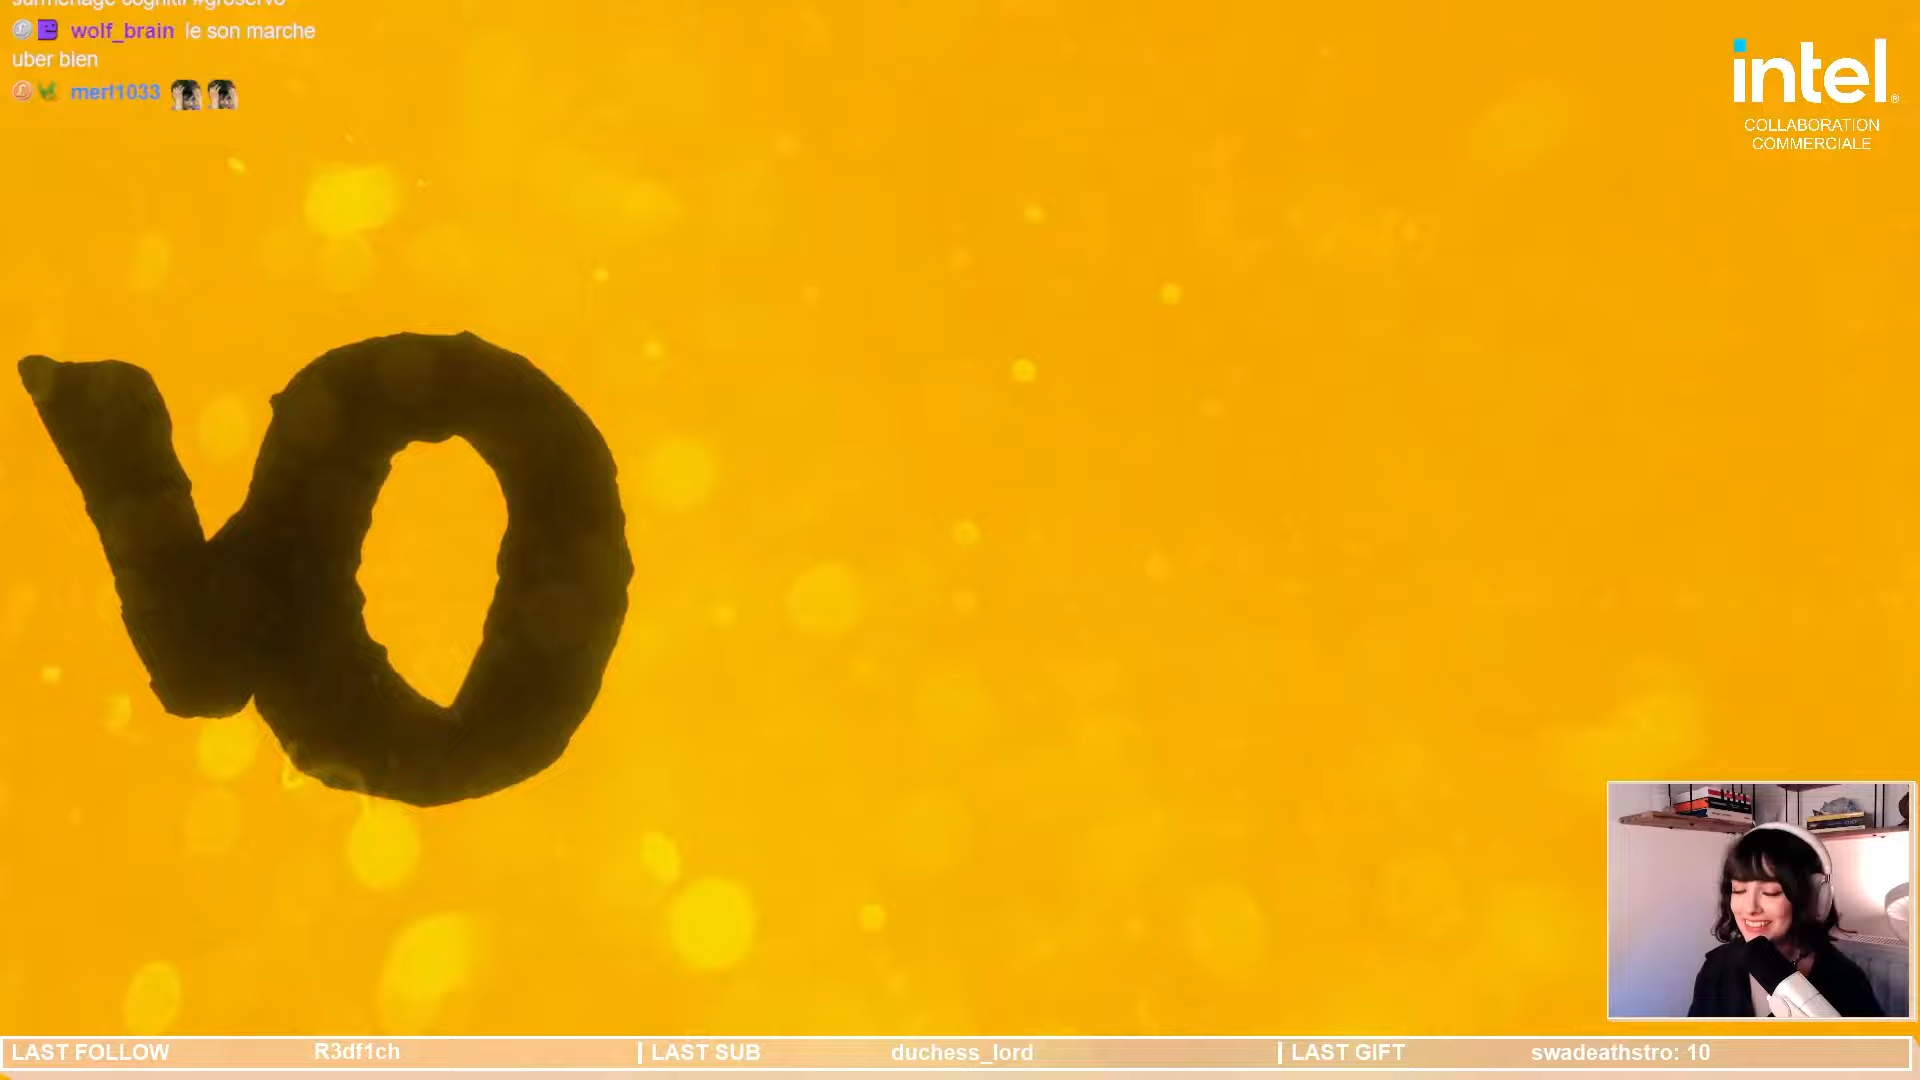 wolf_brain le son marche
uber bien
merl1033
intel®
COLLABORATION
COMMERCIALE
LAST FOLLOW R3df1ch | LAST SUB duchess_lord | LAST GIFT swadeathstro: 10